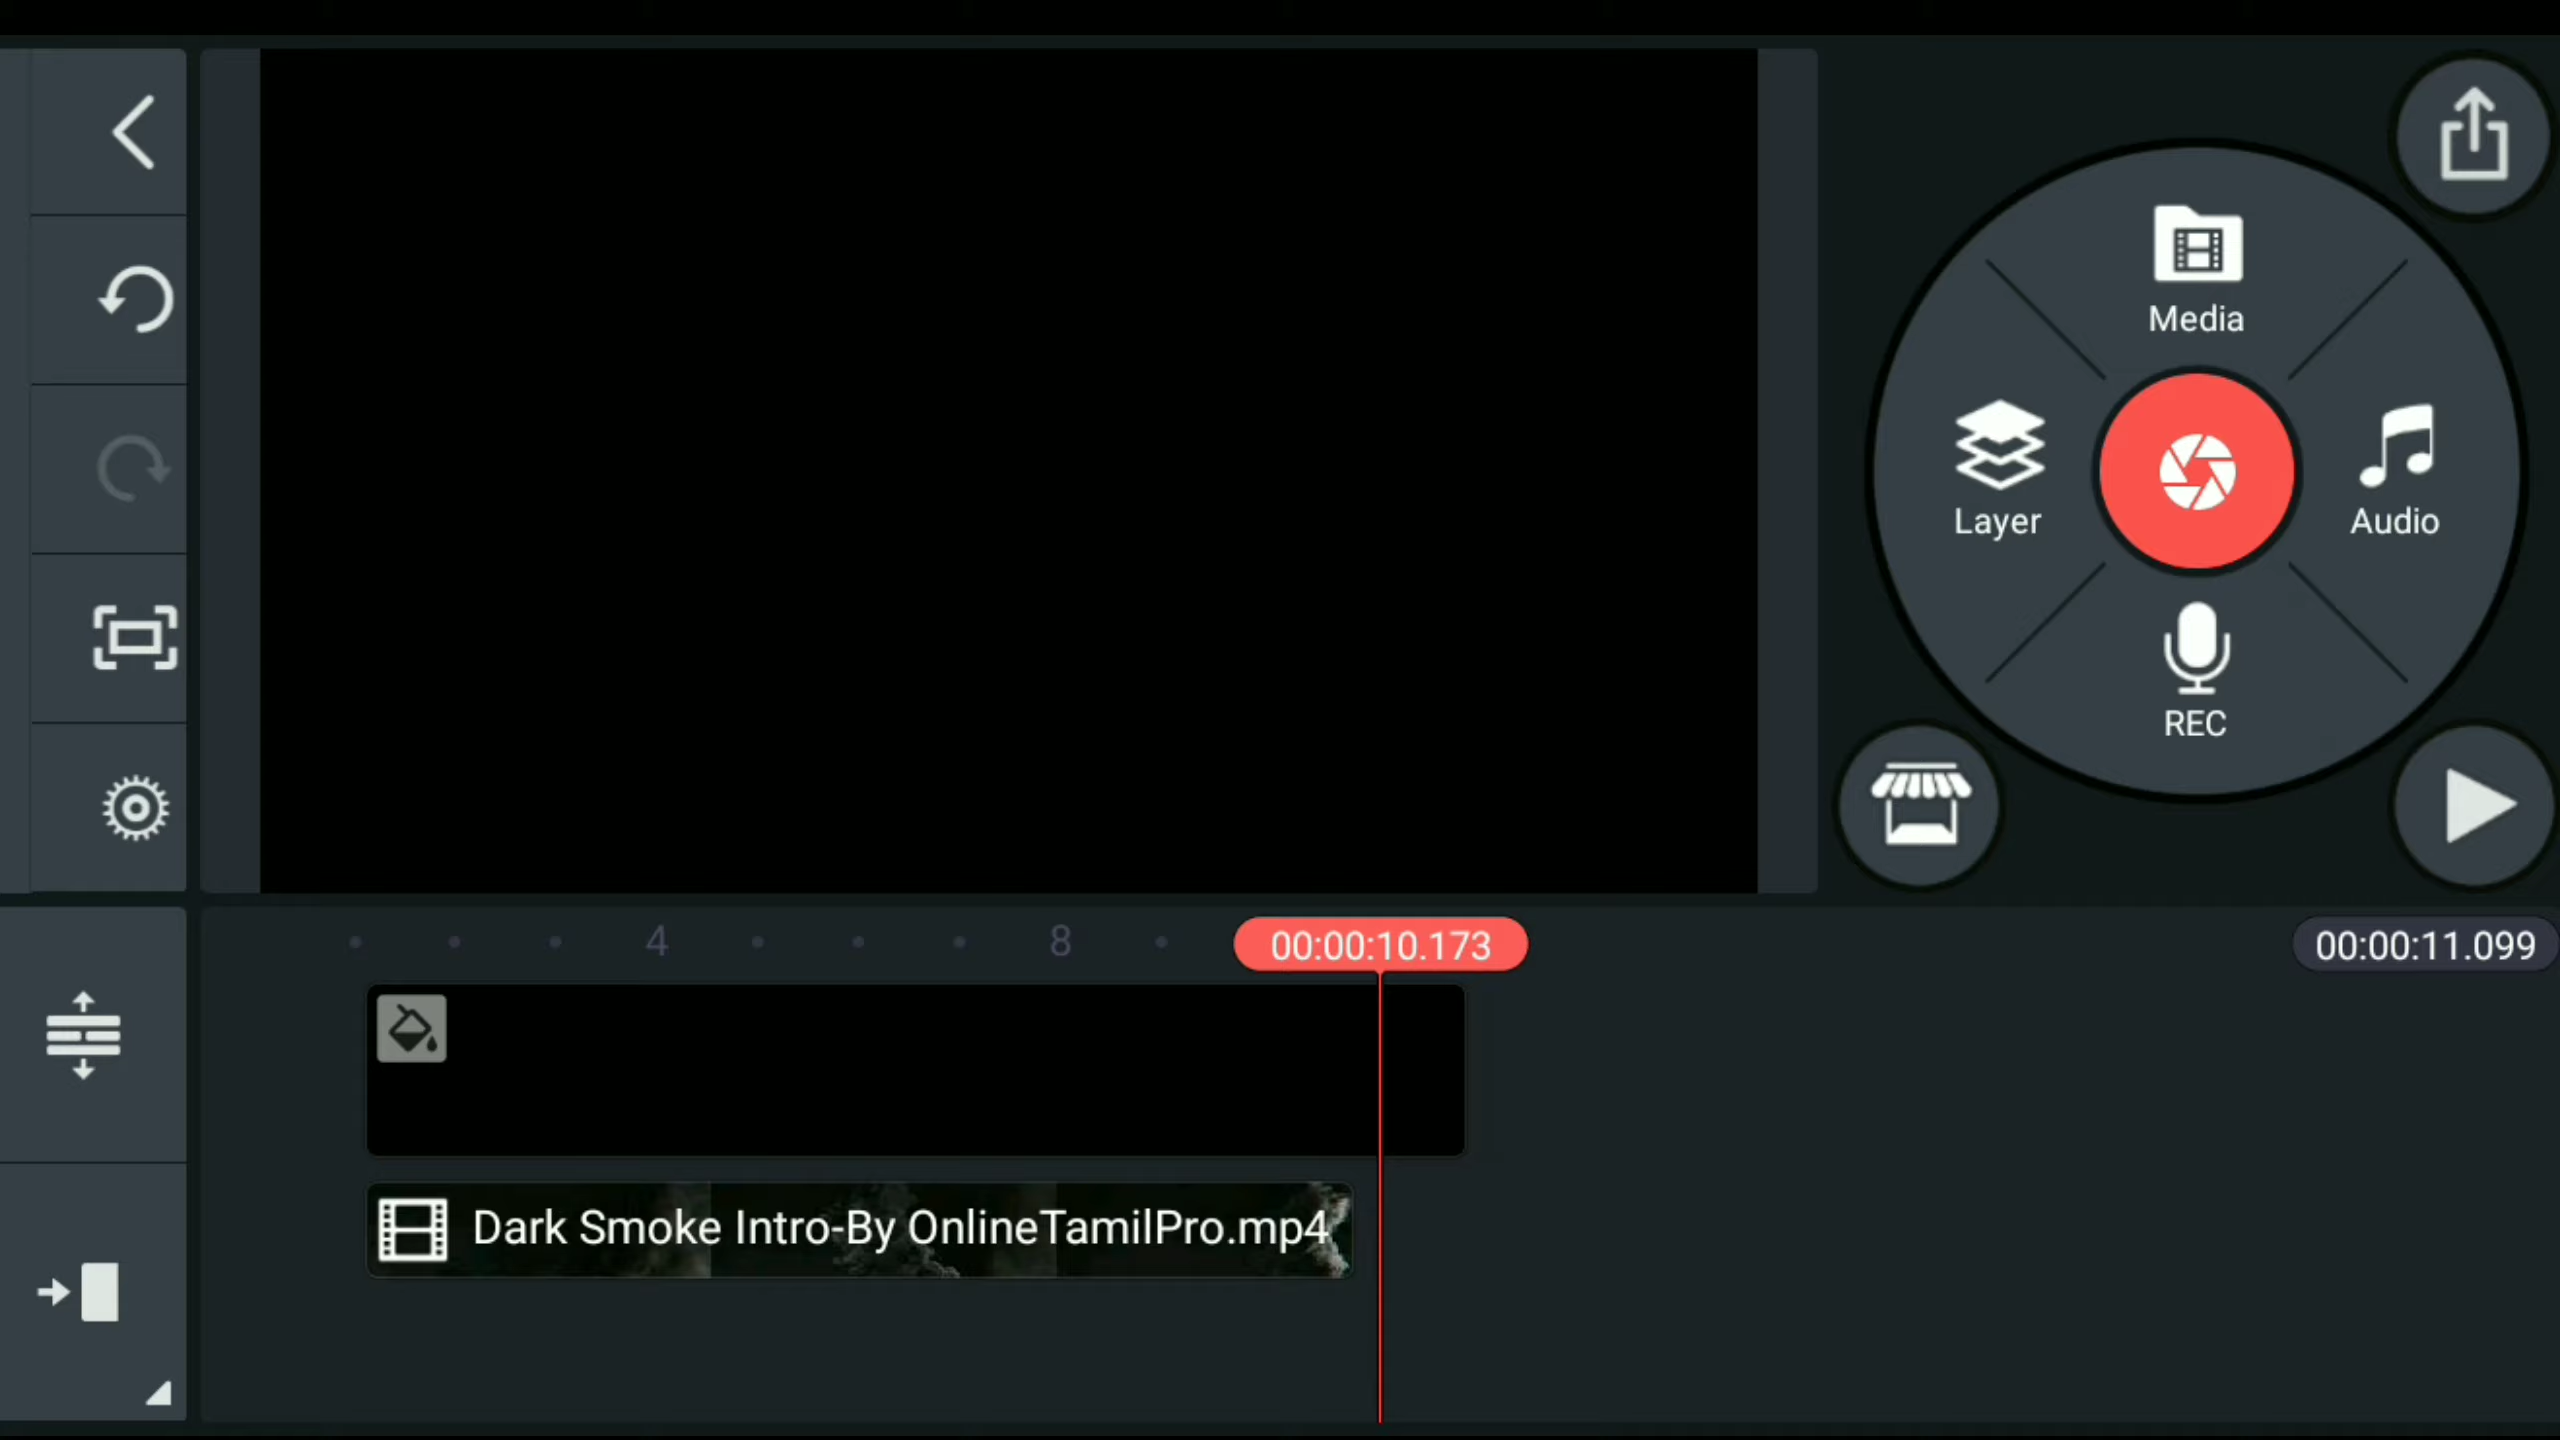 Media
Layer
Audio
REC
4
8
00:00:10.173
00:00:11.099
Dark Smoke Intro-By OnlineTamilPro.mp4